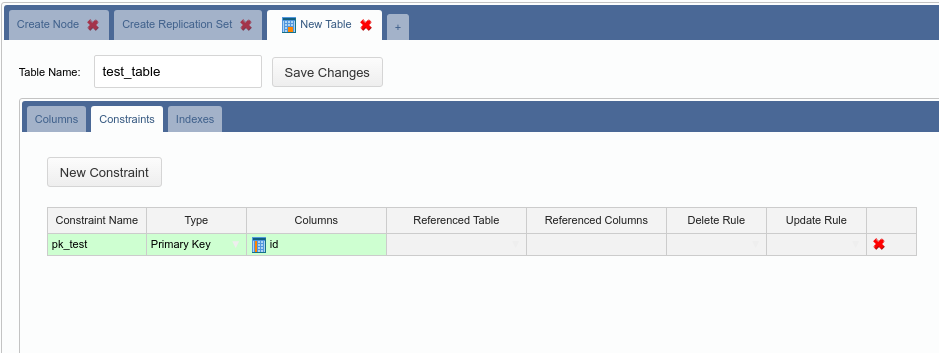 Create Node Create Replication Set New Table +
Table Name: test_table Save Changes
Columns Constraints Indexes
New Constraint
Constraint Name Type Columns Referenced Table Referenced Columns Delete Rule Update Rule
pk_test Primary Key id